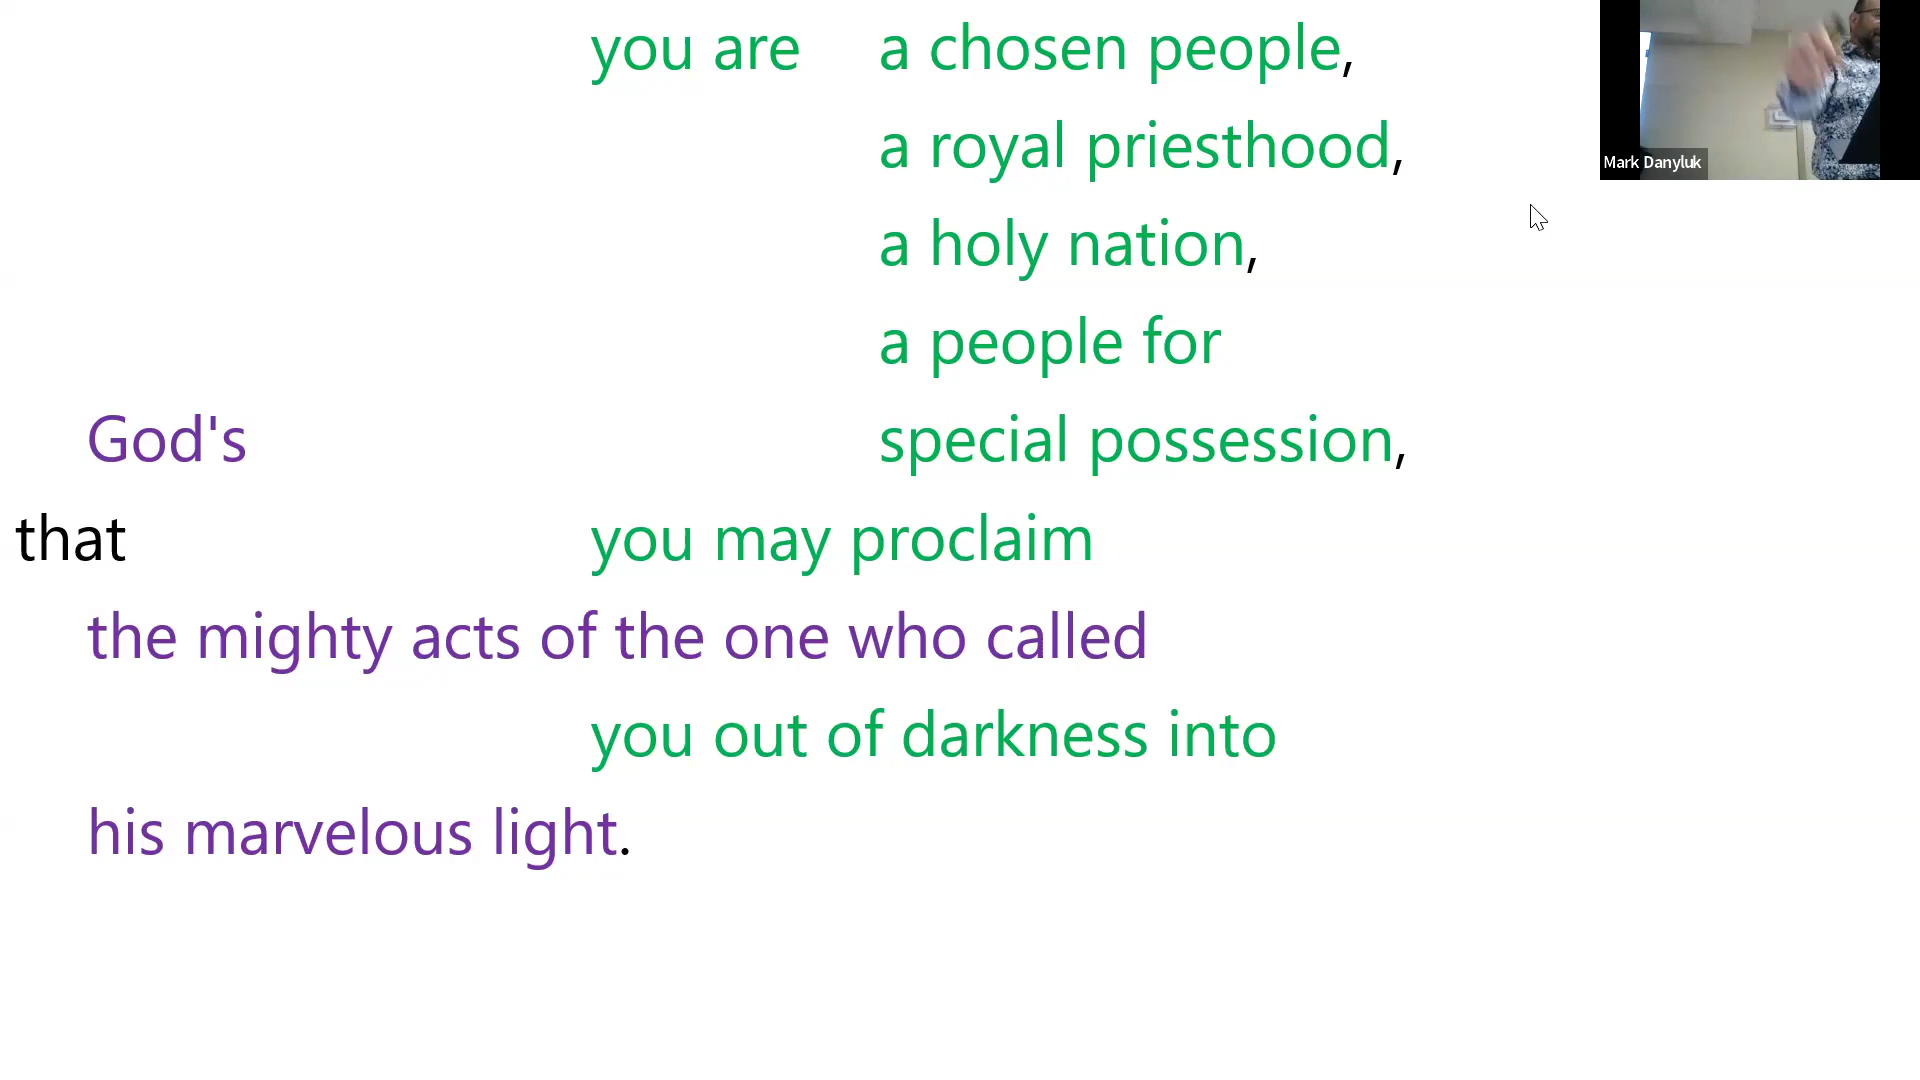 you are a chosen people,
a royal priesthood,
a holy nation,
a people for
God's special possession,
that you may proclaim
the mighty acts of the one who called
you out of darkness into
his marvelous light.
Mark Danyluk